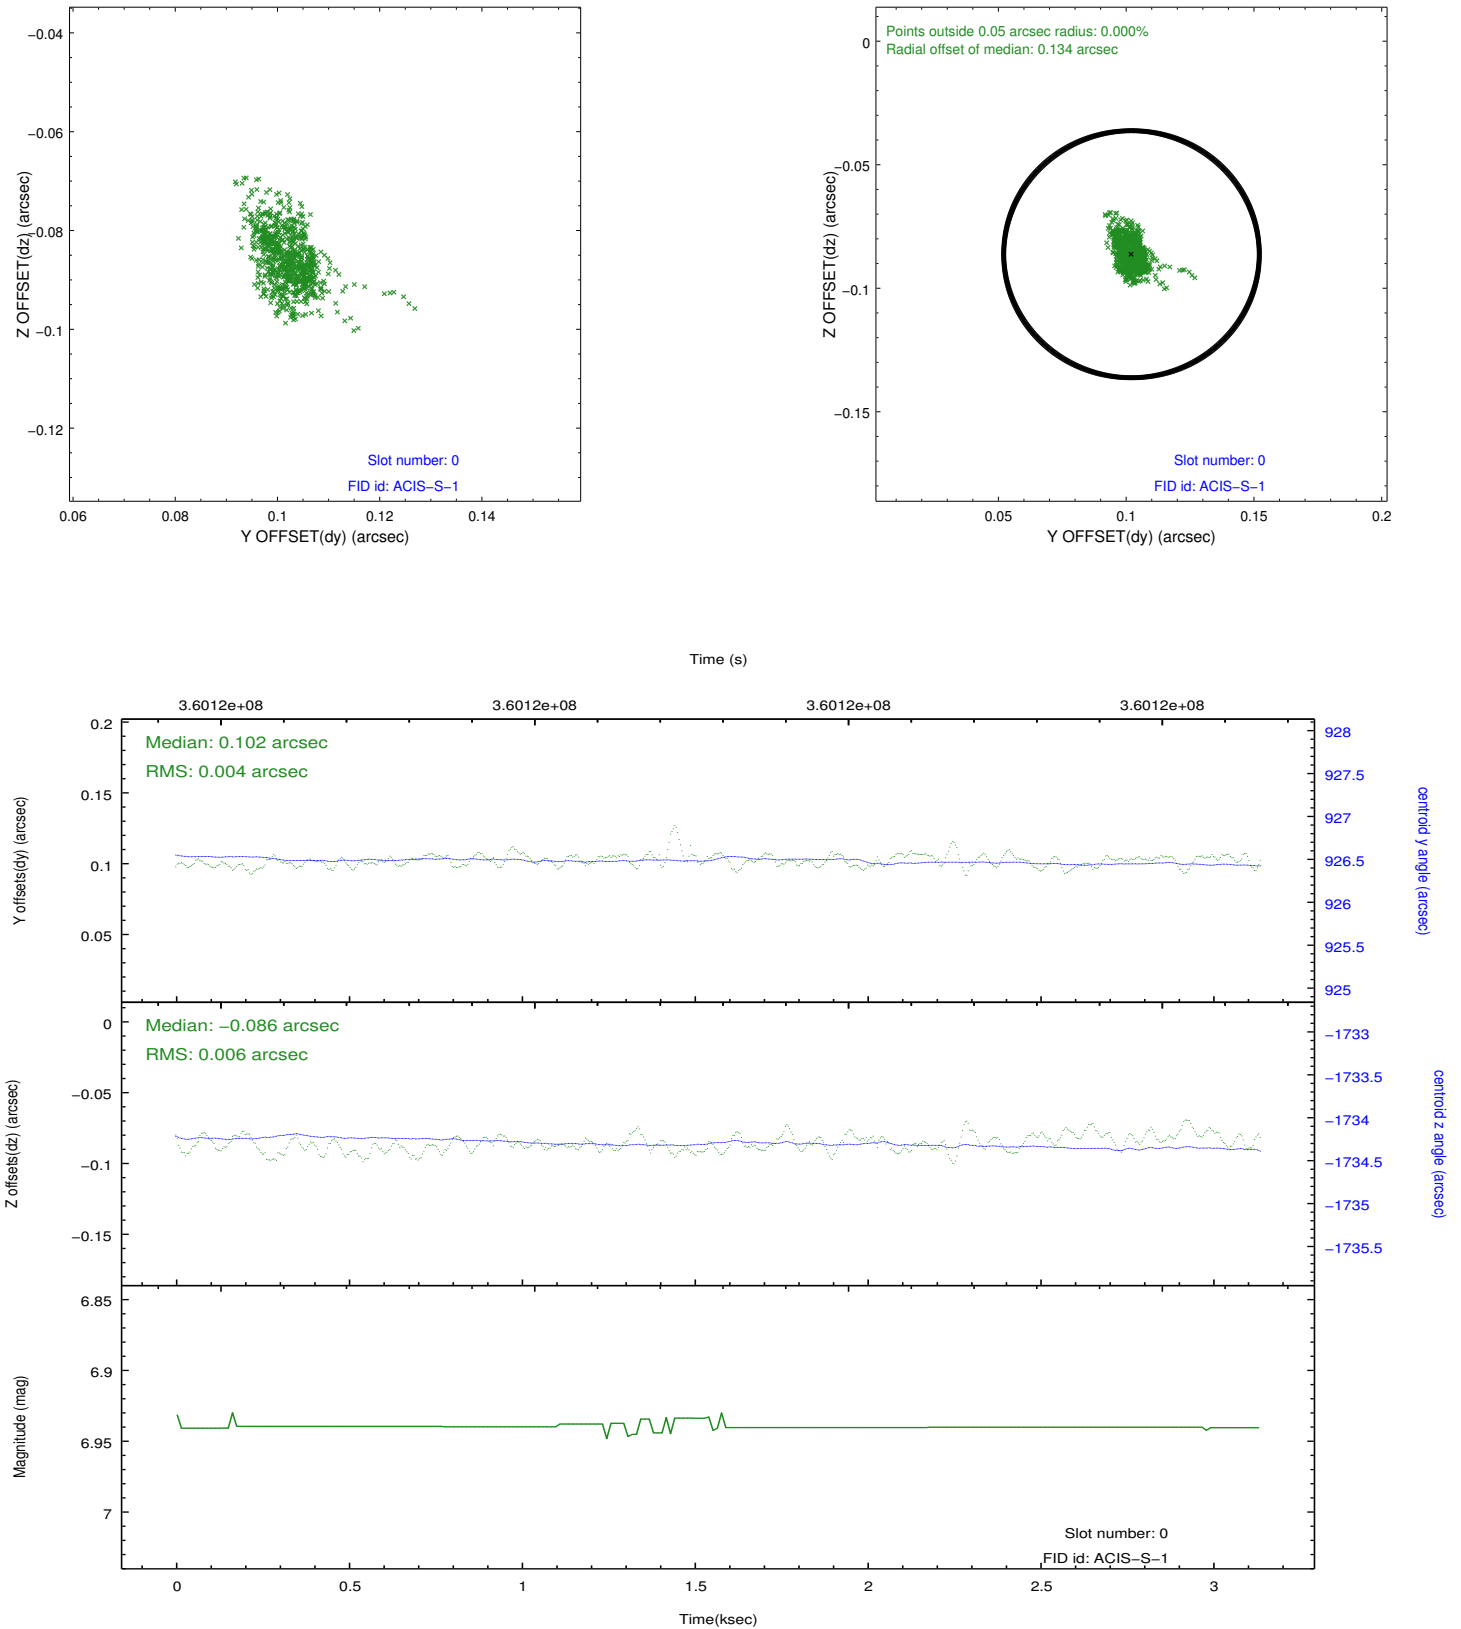 −0.04
−0.06
−0.08
−0.1
−0.12
Z OFFSET(dz) (arcsec)
Slot number: 0
FID id: ACIS−S−1
0.06 0.08 0.1 0.12 0.14
Y OFFSET(dy) (arcsec)
Points outside 0.05 arcsec radius: 0.000%
Radial offset of median: 0.134 arcsec
0
−0.05
−0.1
−0.15
Z OFFSET(dz) (arcsec)
Slot number: 0
FID id: ACIS−S−1
0.05 0.1 0.15 0.2
Y OFFSET(dy) (arcsec)
Time (s)
3.6012e+08 3.6012e+08 3.6012e+08 3.6012e+08
Median: 0.102 arcsec
RMS: 0.004 arcsec
0.2
0.15
0.1
0.05
Y offsets(dy) (arcsec)
928
927.5
927
926.5
926
925.5
925
centroid y angle (arcsec)
Median: −0.086 arcsec
RMS: 0.006 arcsec
0
−0.05
−0.1
−0.15
Z offsets(dz) (arcsec)
−1733
−1733.5
−1734
−1734.5
−1735
−1735.5
centroid z angle (arcsec)
6.85
6.9
6.95
7
Magnitude (mag)
Slot number: 0
FID id: ACIS−S−1
0 0.5 1 1.5 2 2.5 3
Time(ksec)